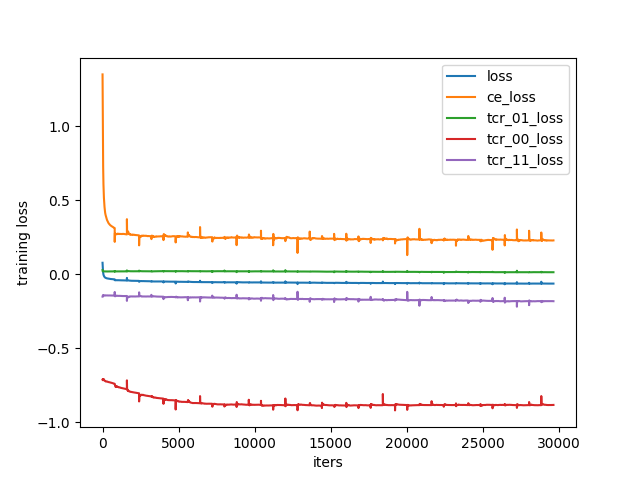 loss
ce_loss
tcr_01_loss
tcr_00_loss
tcr_11_loss
1.0
0.5
0.0
−0.5
−1.0
training loss
0
5000
10000
15000
20000
25000
30000
iters